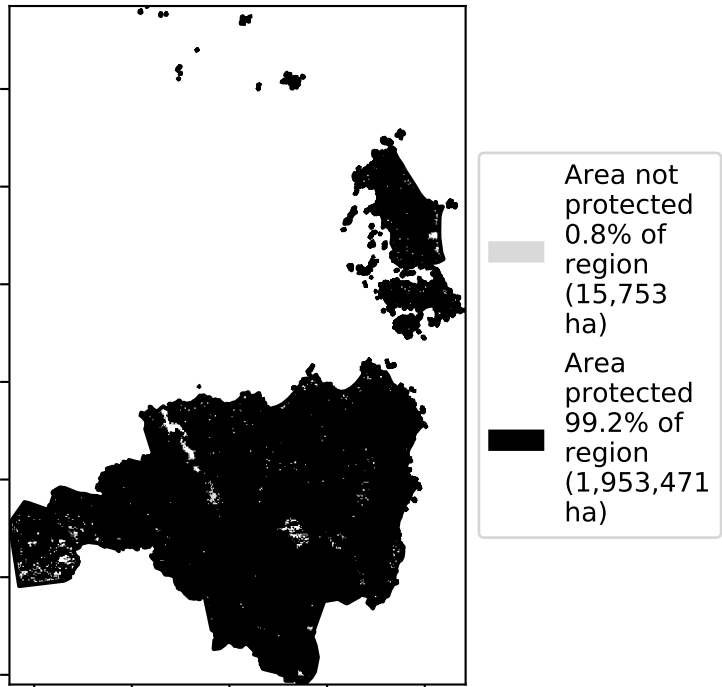 Area not
protected
0.8% of
region
(15,753
ha)
Area
protected
99.2% of
region
(1,953,471
ha)